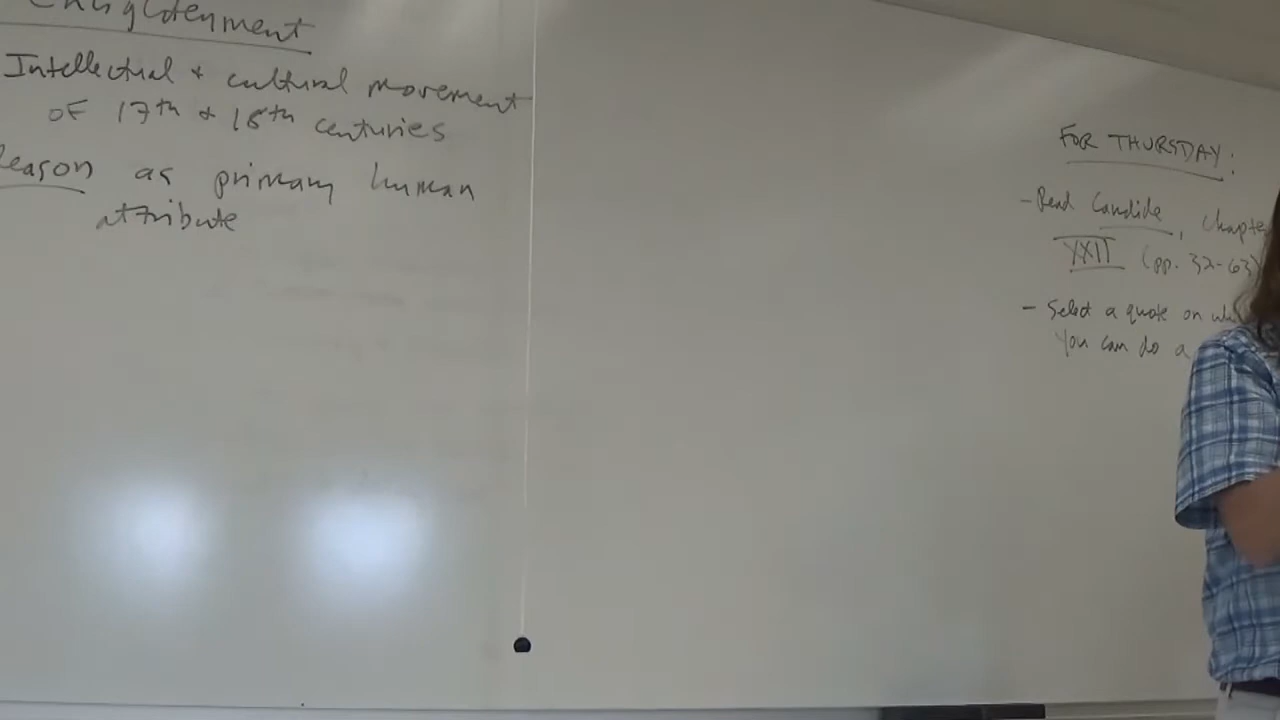 Enlightenment
Intellectual + cultural movement
of 17th + 18th centuries
Reason as primary human
attribute
FOR THURSDAY:
- Read Candide, Chapte
XXII (pp. 32-63)
- Select a quote on
you can do a